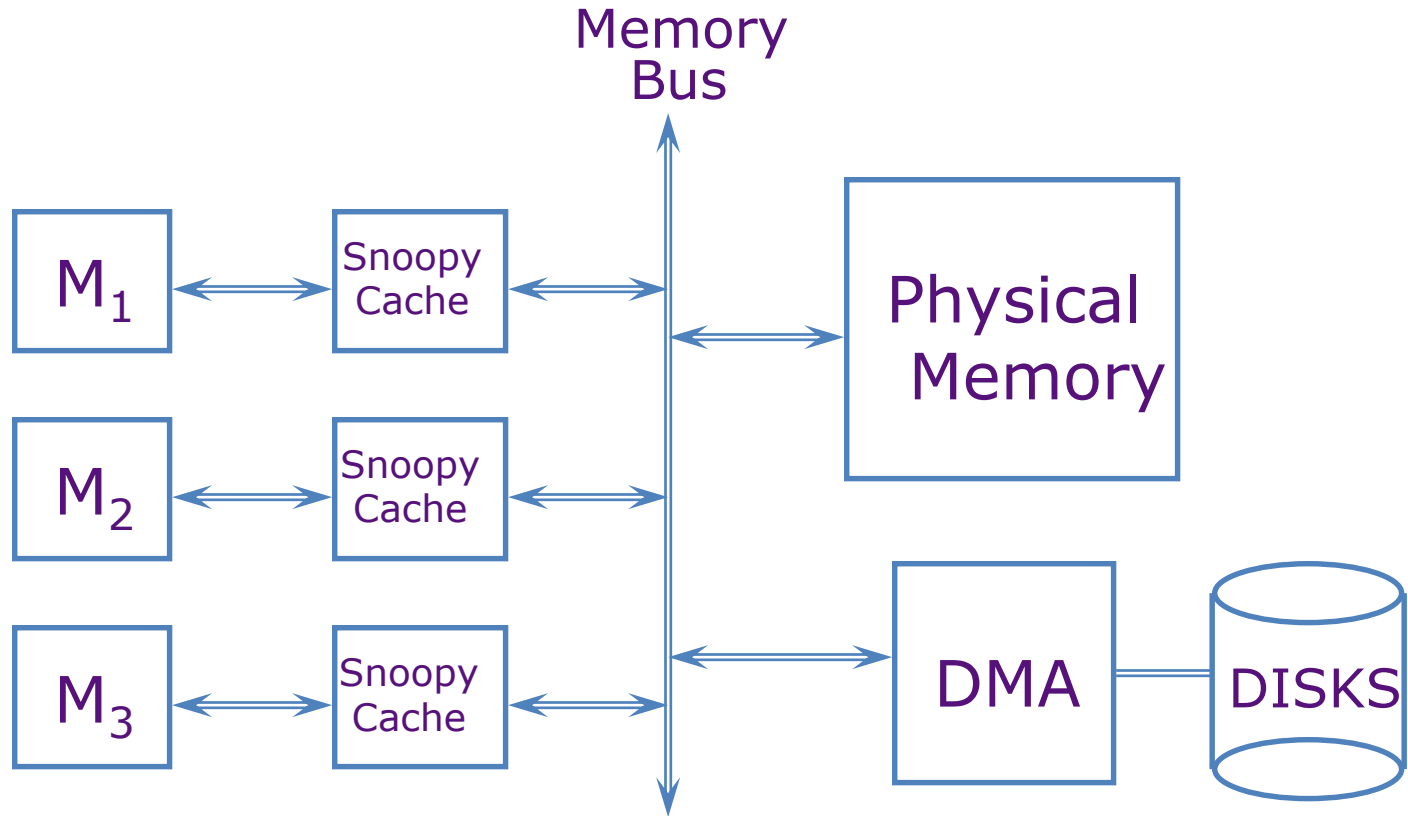 Memory
Bus
M₁
Snoopy
Cache
Physical
Memory
M₂
Snoopy
Cache
M₃
Snoopy
Cache
DMA
DISKS